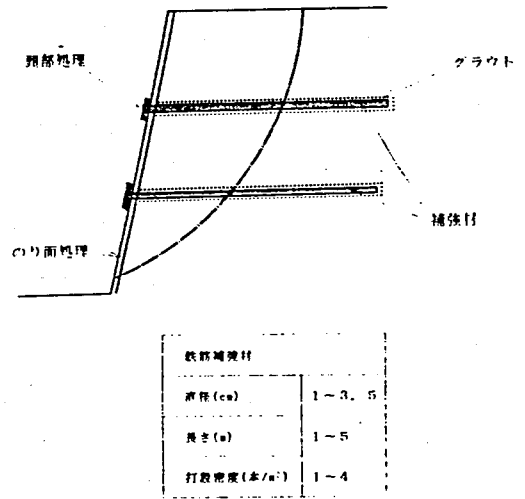 頭部処理
グラウト
補強材
のり面処理
鉄筋補強材
直径(cm) 1~3.5
長さ(m) 1~5
打設密度(本/m²) 1~4